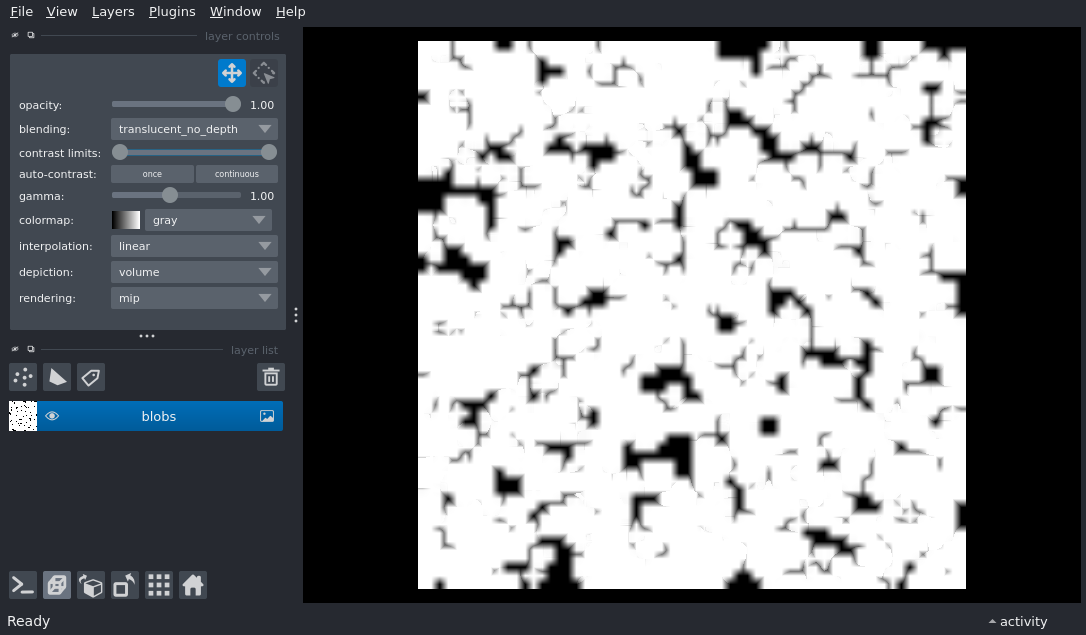 File View Layers Plugins Window Help
layer controls
opacity: 1.00
blending: translucent_no_depth
contrast limits:
auto-contrast: once continuous
gamma: 1.00
colormap: gray
interpolation: linear
depiction: volume
rendering: mip
layer list
blobs
Ready activity